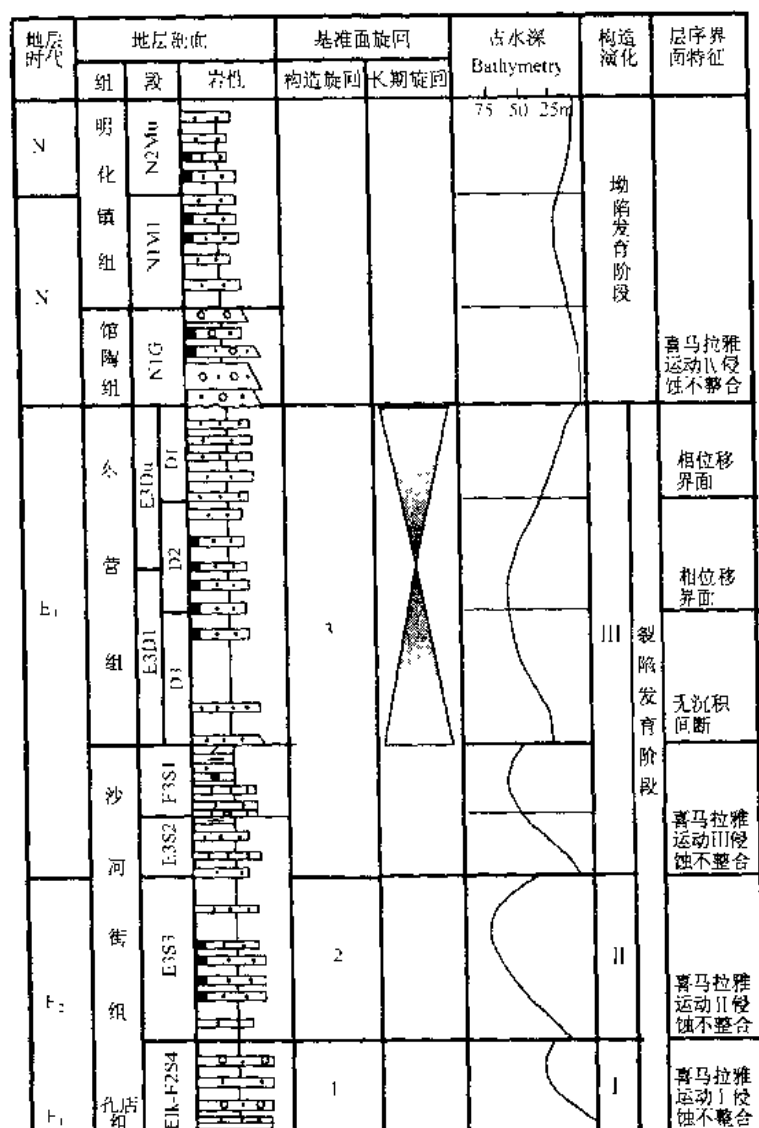 地层
时代
地层剖面
基准面旋回
古水深
Bathymetry
构造
演化
层序界
面特征
组
段
岩性
构造旋回
长期旋回
75 50 25m
N
明
化
镇
组
N2Mu
N1M1
坳
陷
发
育
阶
段
N
馆
陶
组
N1G
喜马拉雅
运动IV侵
蚀不整合
东
营
组
E3Du
E3D1
D1
D2
D3
3
III
相位移
界面
相位移
界面
无沉积
间断
裂
陷
发
育
阶
段
沙
河
街
组
E3S1
E3S2
喜马拉雅
运动III侵
蚀不整合
E2
E3S3
2
II
喜马拉雅
运动II侵
蚀不整合
E1
孔店
组
E1k-E2S4
1
I
喜马拉雅
运动I侵
蚀不整合